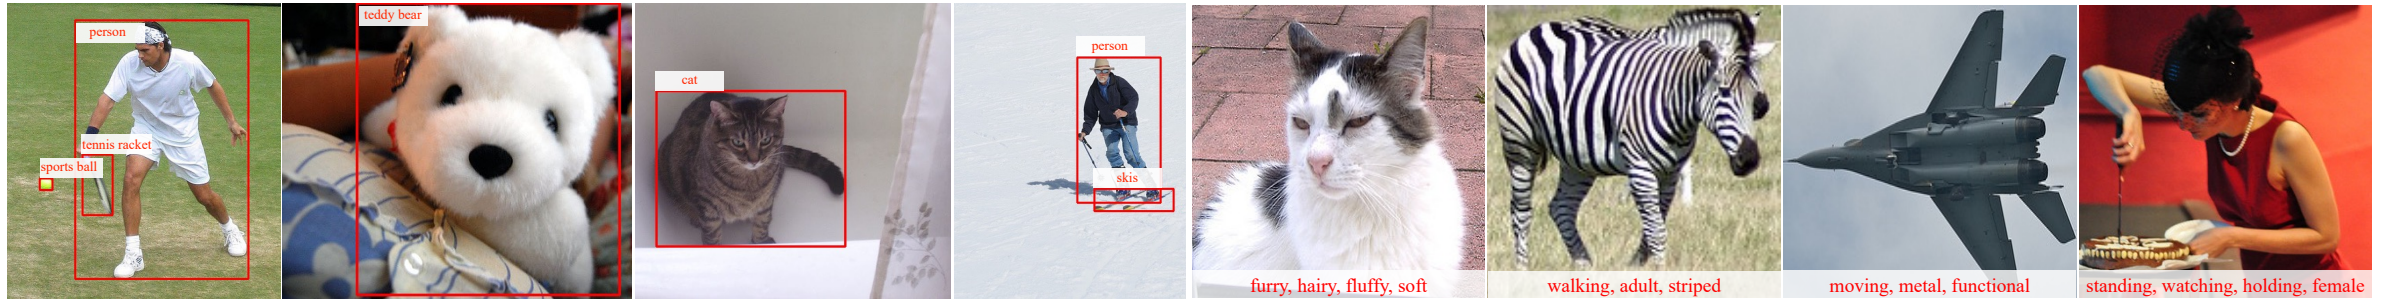 person
tennis racket
sports ball
teddy bear
cat
person
skis
furry, hairy, fluffy, soft
walking, adult, striped
moving, metal, functional
standing, watching, holding, female